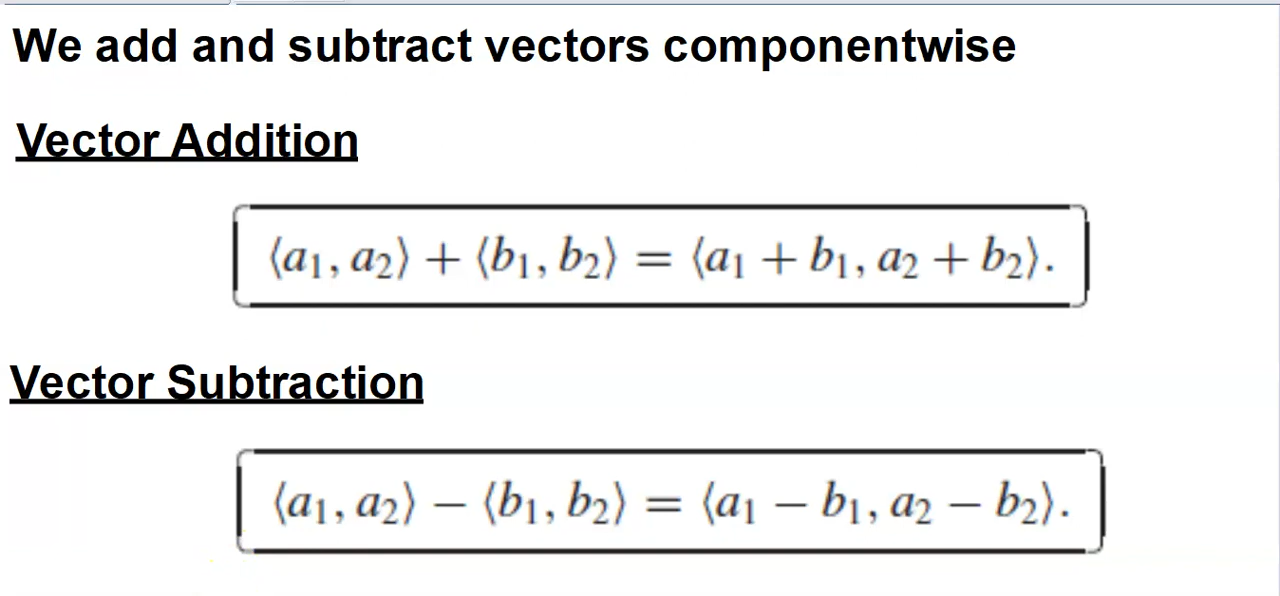 We add and subtract vectors componentwise
Vector Addition
⟨a₁, a₂⟩ + ⟨b₁, b₂⟩ = ⟨a₁ + b₁, a₂ + b₂⟩.
Vector Subtraction
⟨a₁, a₂⟩ − ⟨b₁, b₂⟩ = ⟨a₁ − b₁, a₂ − b₂⟩.